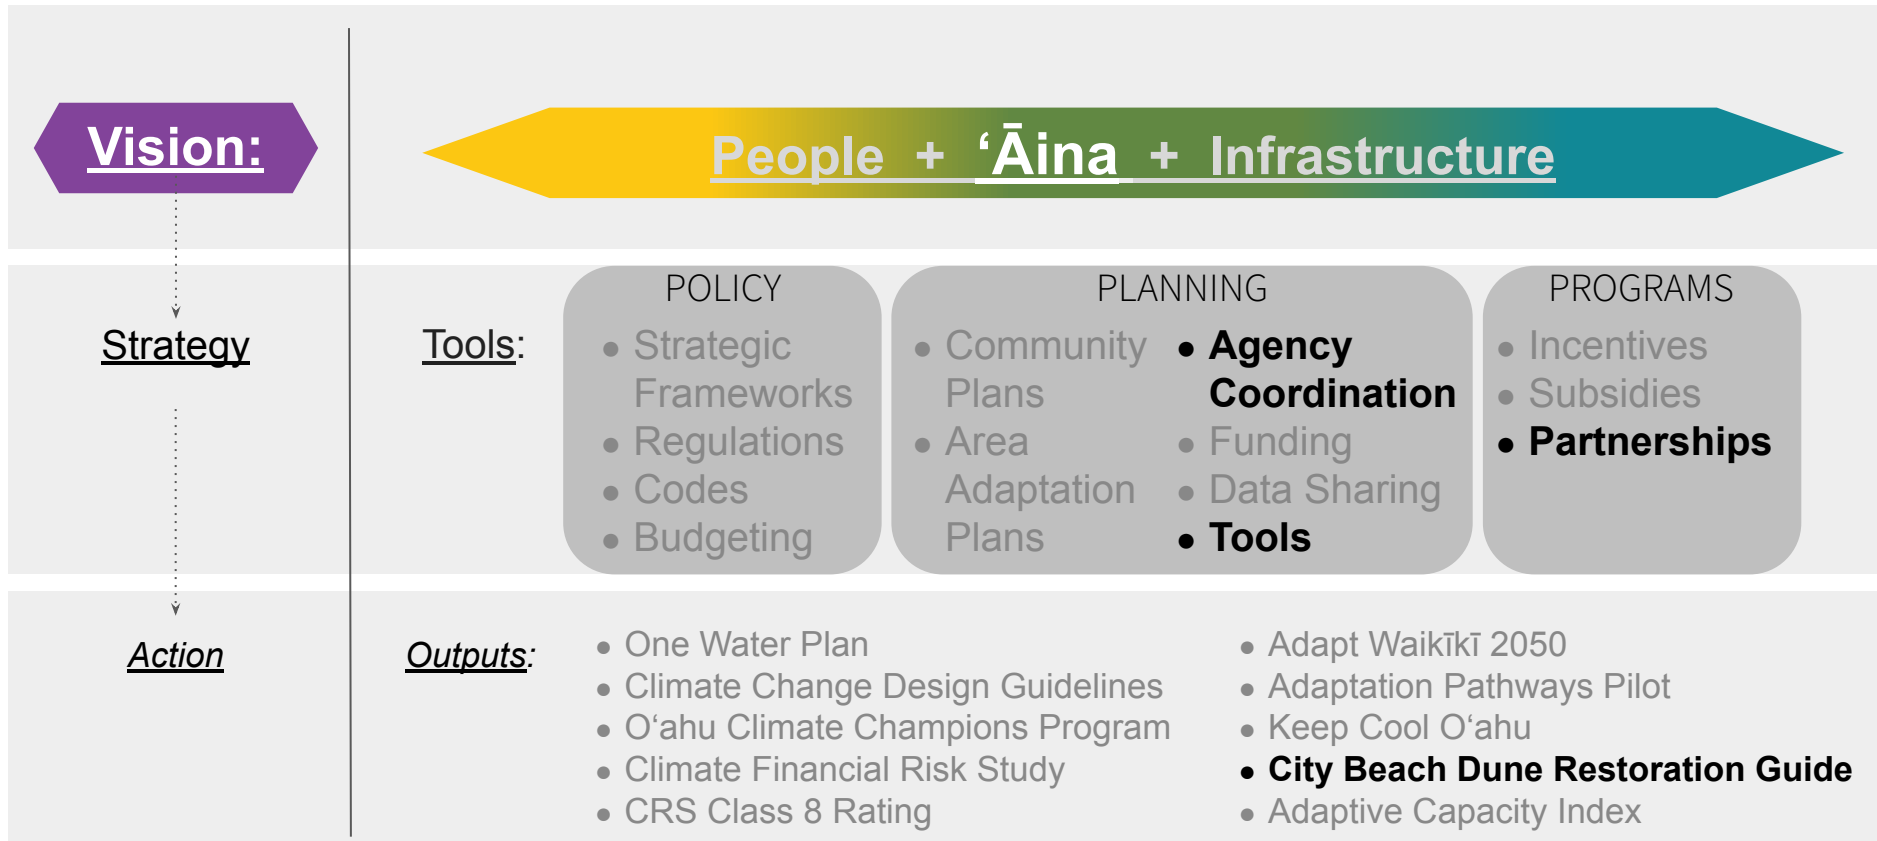 Vision:
People + ʻĀina + Infrastructure
Strategy
Tools:
POLICY
● Strategic
Frameworks
● Regulations
● Codes
● Budgeting
PLANNING
● Community
Plans
● Area
Adaptation
Plans
● Agency
Coordination
● Funding
● Data Sharing
● Tools
PROGRAMS
● Incentives
● Subsidies
● Partnerships
Action
Outputs:
● One Water Plan
● Climate Change Design Guidelines
● Oʻahu Climate Champions Program
● Climate Financial Risk Study
● CRS Class 8 Rating
● Adapt Waikīkī 2050
● Adaptation Pathways Pilot
● Keep Cool Oʻahu
● City Beach Dune Restoration Guide
● Adaptive Capacity Index